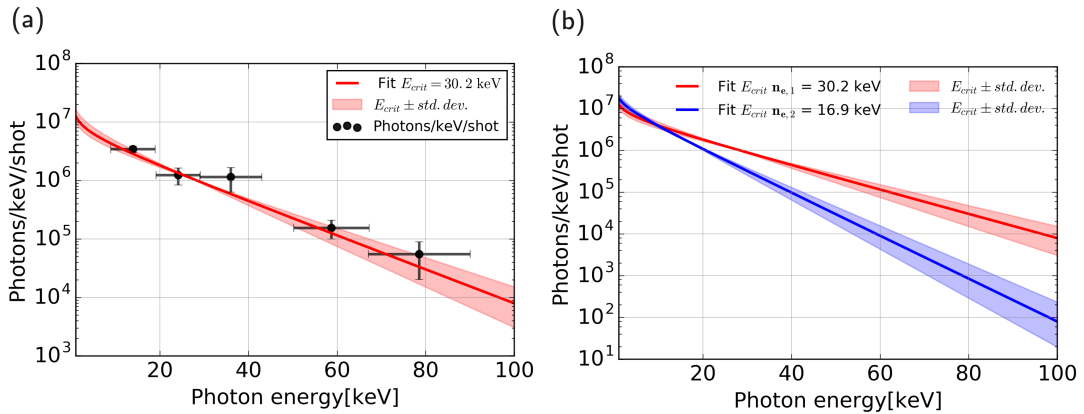 (a)
Photons/keV/shot
10^8
10^7
10^6
10^5
10^4
10^3
Fit E_crit = 30.2 keV
E_crit ± std. dev.
Photons/keV/shot
20
40
60
80
100
Photon energy[keV]
(b)
Photons/keV/shot
10^8
10^7
10^6
10^5
10^4
10^3
10^2
10^1
Fit E_crit n_e,1 = 30.2 keV
Fit E_crit n_e,2 = 16.9 keV
E_crit ± std. dev.
E_crit ± std. dev.
20
40
60
80
100
Photon energy[keV]